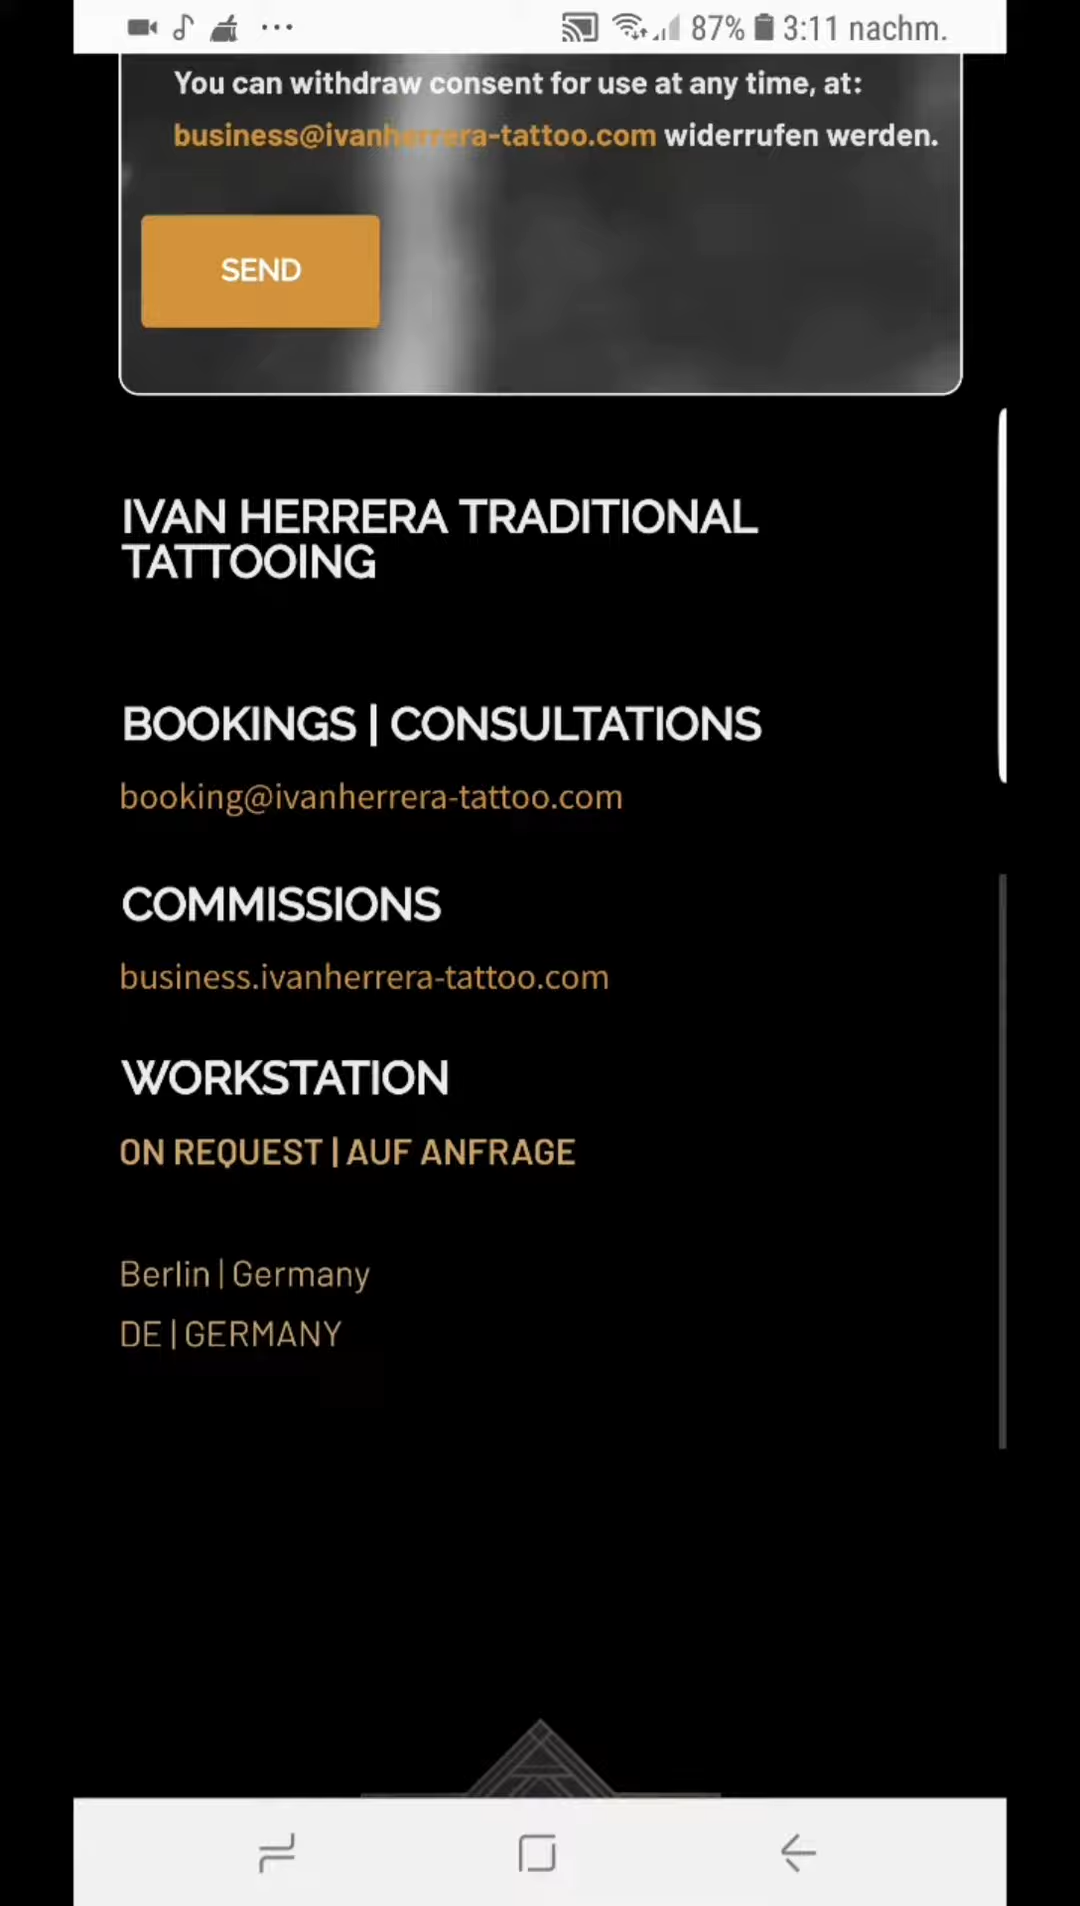 87% 3:11 nachm.
You can withdraw consent for use at any time, at:
business@ivanherrera-tattoo.com widerrufen werden.
SEND
IVAN HERRERA TRADITIONAL
TATTOOING
BOOKINGS | CONSULTATIONS
booking@ivanherrera-tattoo.com
COMMISSIONS
business.ivanherrera-tattoo.com
WORKSTATION
ON REQUEST | AUF ANFRAGE
Berlin | Germany
DE | GERMANY